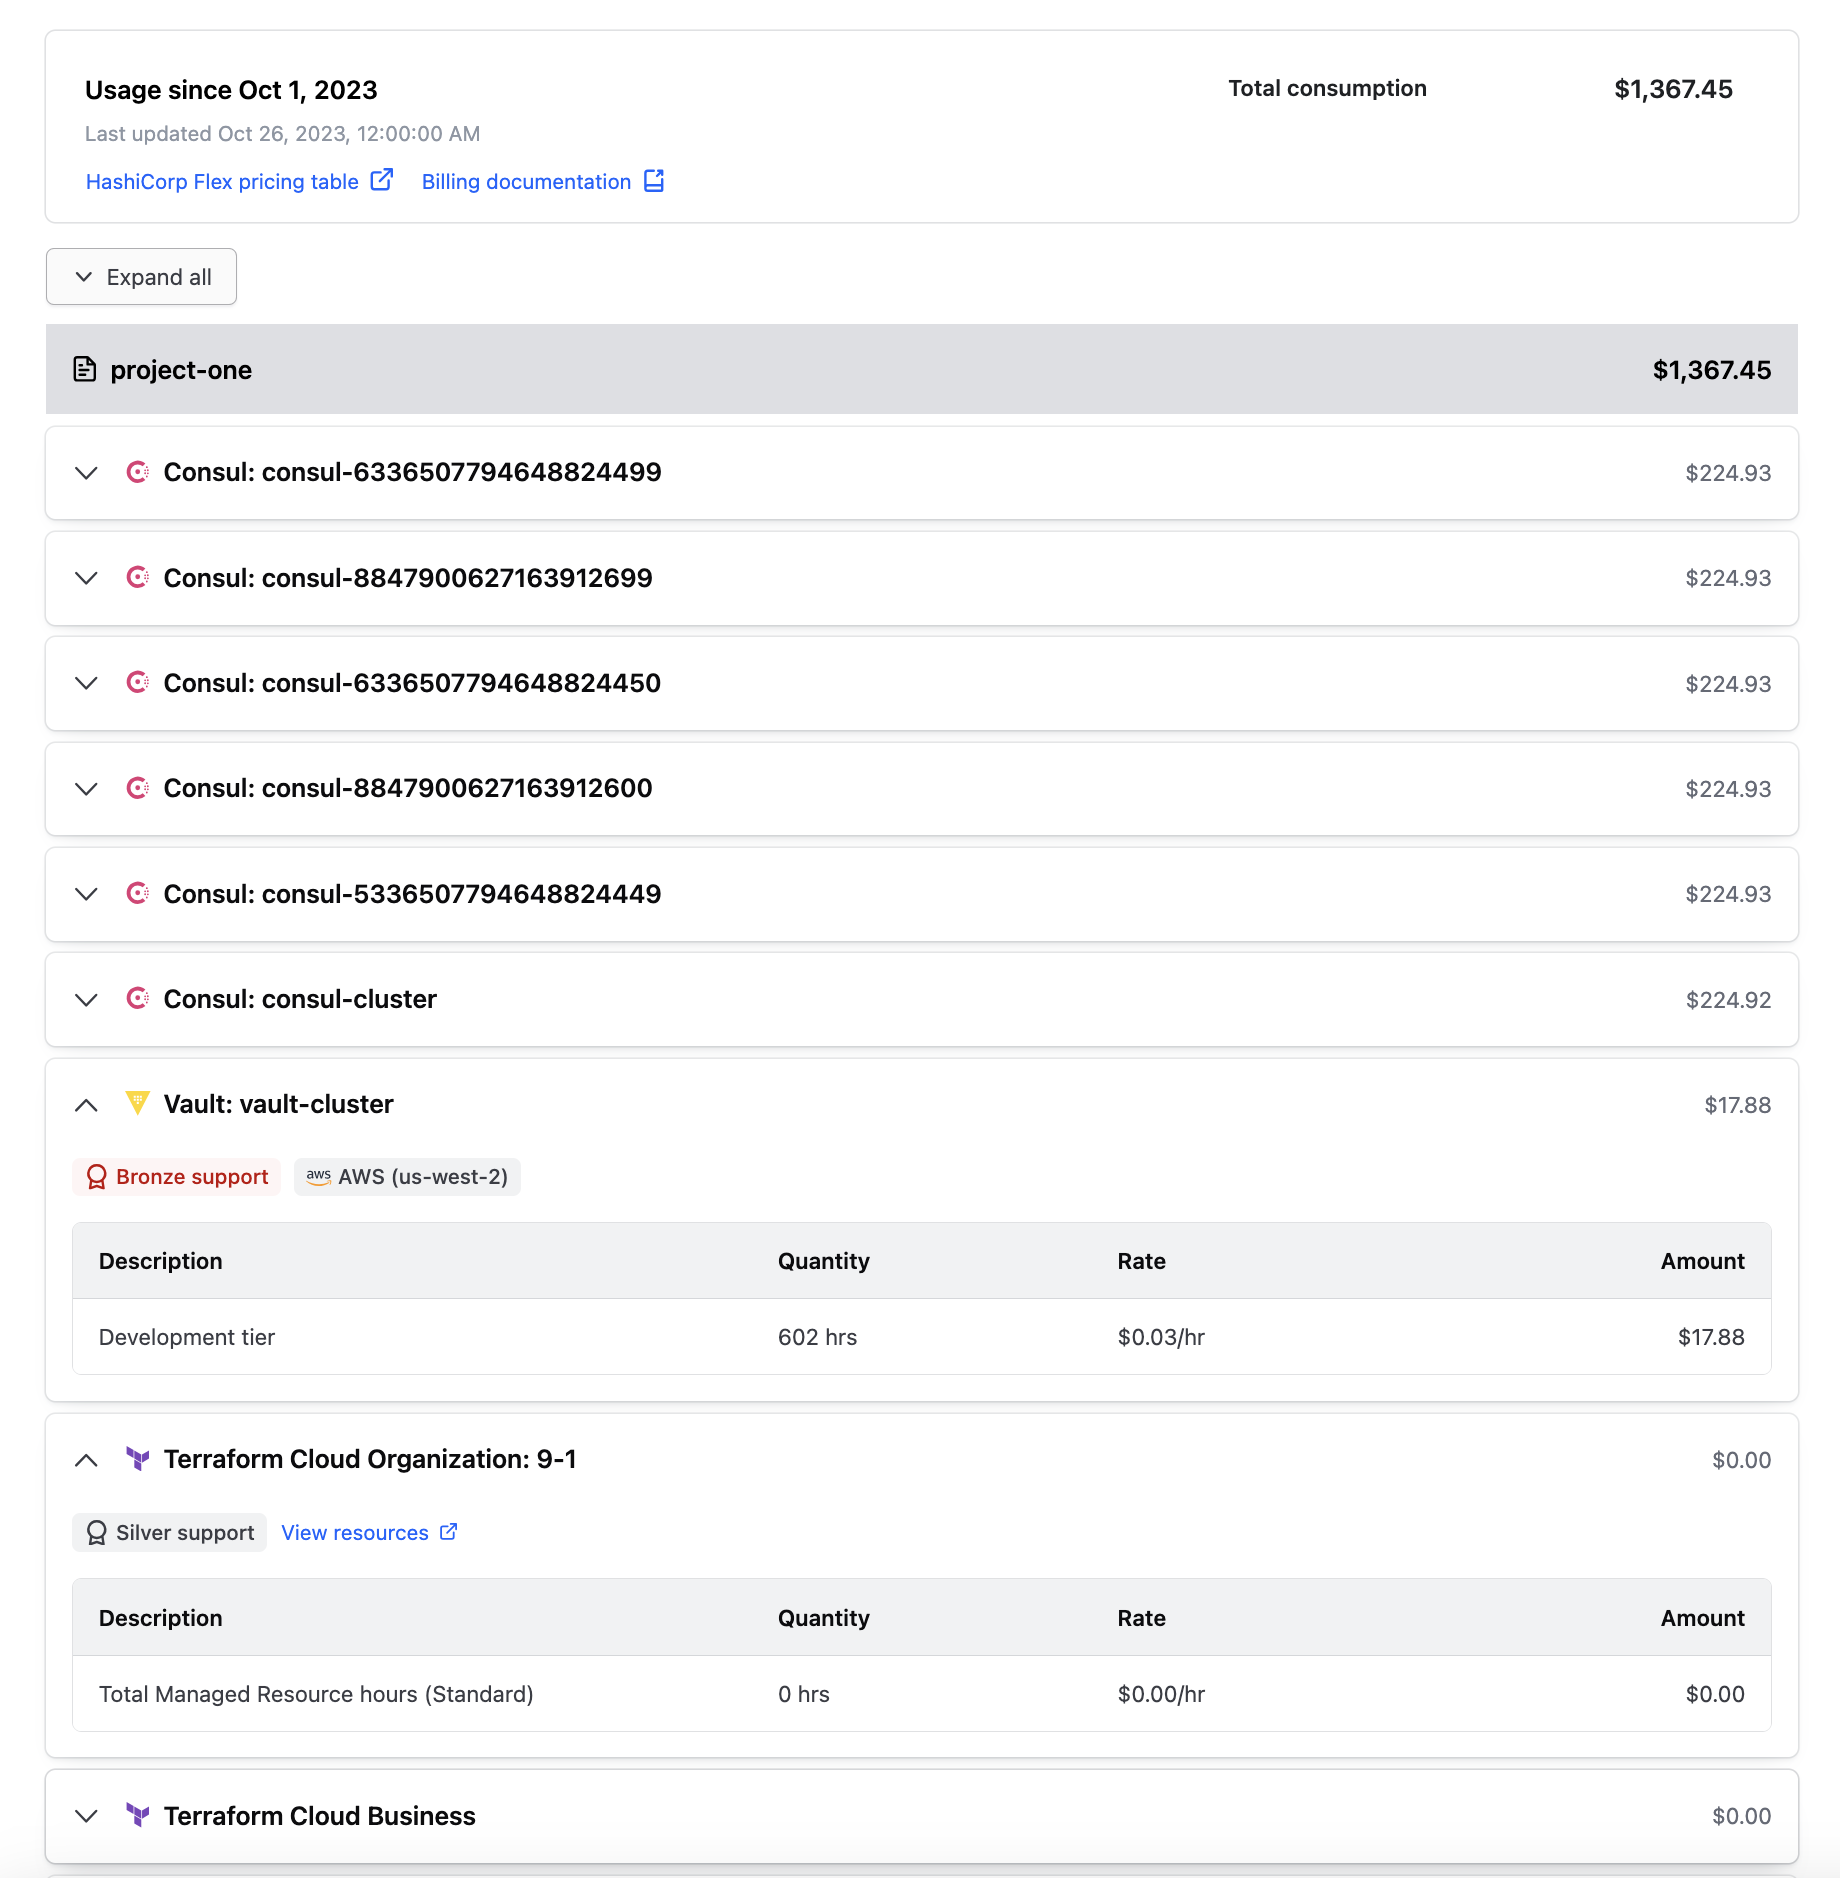 Usage since Oct 1, 2023 Total consumption $1,367.45
Last updated Oct 26, 2023, 12:00:00 AM
HashiCorp Flex pricing table Billing documentation
Expand all
project-one $1,367.45
Consul: consul-6336507794648824499 $224.93
Consul: consul-8847900627163912699 $224.93
Consul: consul-6336507794648824450 $224.93
Consul: consul-8847900627163912600 $224.93
Consul: consul-5336507794648824449 $224.93
Consul: consul-cluster $224.92
Vault: vault-cluster $17.88
Bronze support aws AWS (us-west-2)
Description Quantity Rate Amount
Development tier 602 hrs $0.03/hr $17.88
Terraform Cloud Organization: 9-1 $0.00
Silver support View resources
Description Quantity Rate Amount
Total Managed Resource hours (Standard) 0 hrs $0.00/hr $0.00
Terraform Cloud Business $0.00